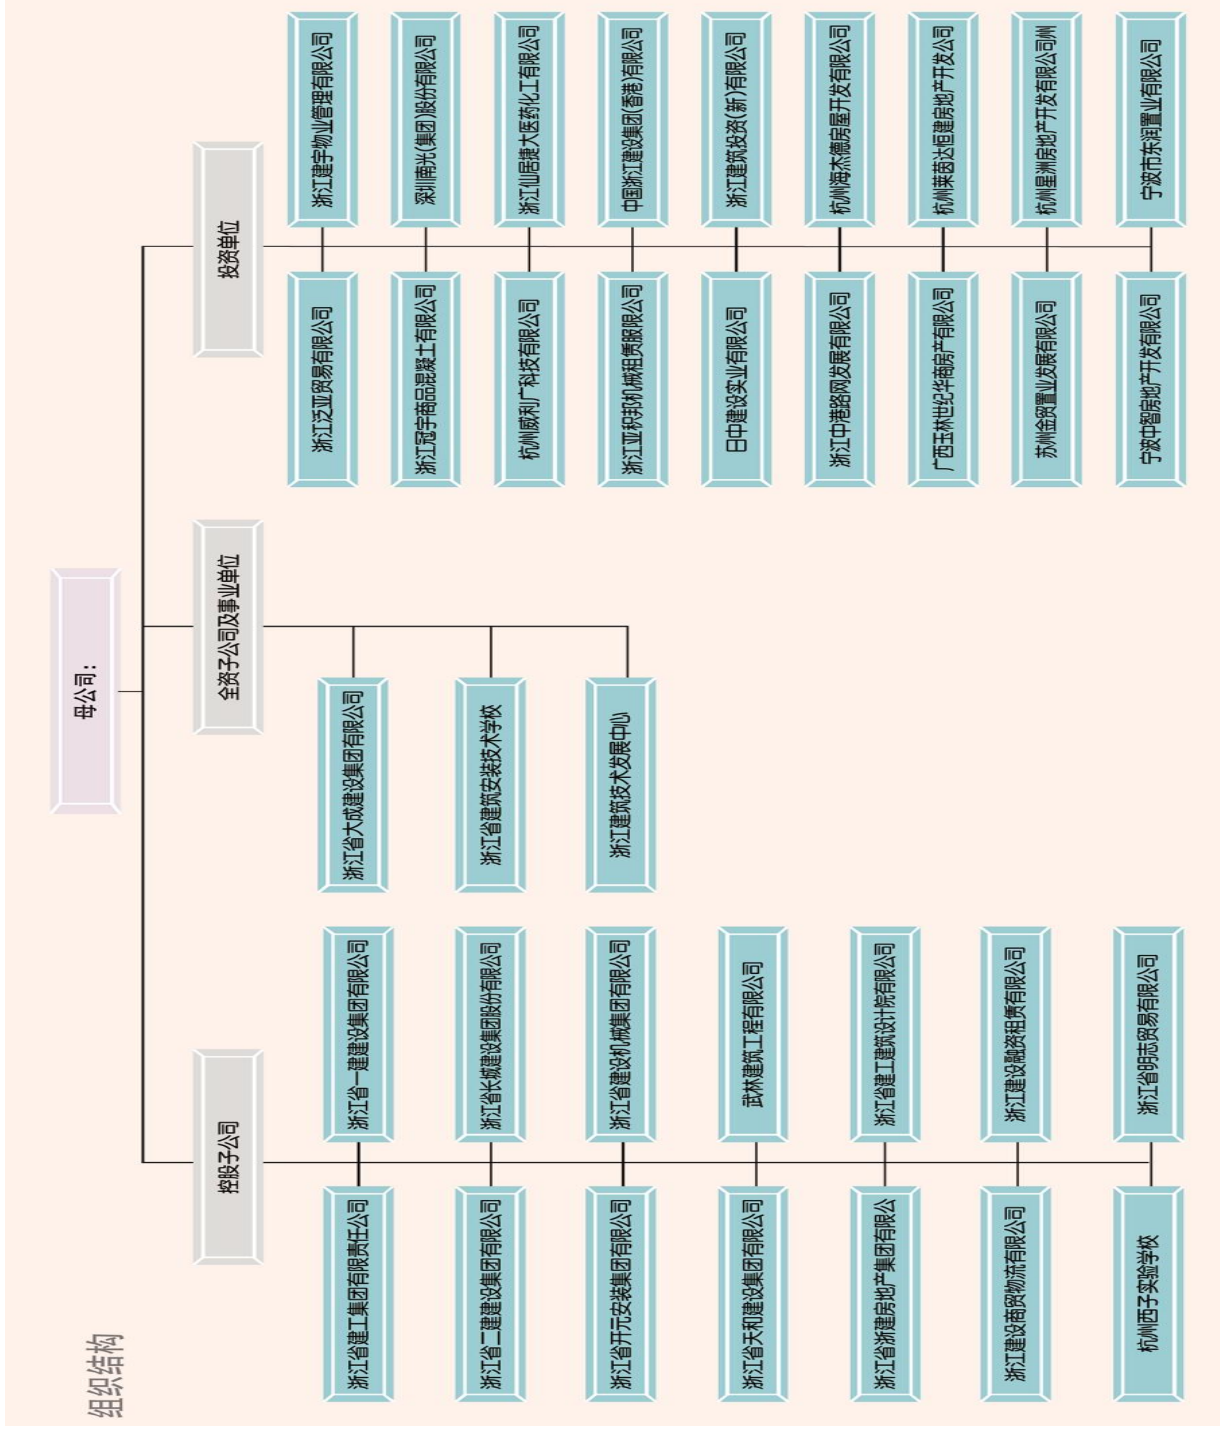 组织结构
母公司：
控股子公司
全资子公司及事业单位
投资单位
浙江省建工集团有限责任公司
浙江省一建建设集团有限公司
浙江省二建建设集团有限公司
浙江省长城建设集团股份有限公司
浙江省开元安装集团有限公司
浙江省建设机械集团有限公司
浙江省天和建设集团有限公司
武林建筑工程有限公司
浙江省浙建房地产集团有限公
浙江省建工建筑设计院有限公司
浙江建设商贸物流有限公司
浙江建设融资租赁有限公司
杭州西子实验学校
浙江省明志贸易有限公司
浙江省大成建设集团有限公司
浙江省建筑安装技术学校
浙江建筑技术发展中心
浙江泛亚贸易有限公司
浙江建宇物业管理有限公司
浙江冠宇商品混凝土有限公司
深圳南光(集团)股份有限公司
杭州威利广科技有限公司
浙江仙居捷大医药化工有限公司
浙江亚积邦机械租赁服限公司
中国浙江建设集团(香港)有限公司
日中建设实业有限公司
浙江建筑投资(新)有限公司
浙江中港路网发展有限公司
杭州海杰德房屋开发有限公司
广西玉林世纪华商房产有限公司
杭州莱茵达恒建房地产开发公司
苏州金贸置业发展有限公司
杭州星洲房地产开发有限公司州
宁波中智房地产开发有限公司
宁波市东润置业有限公司